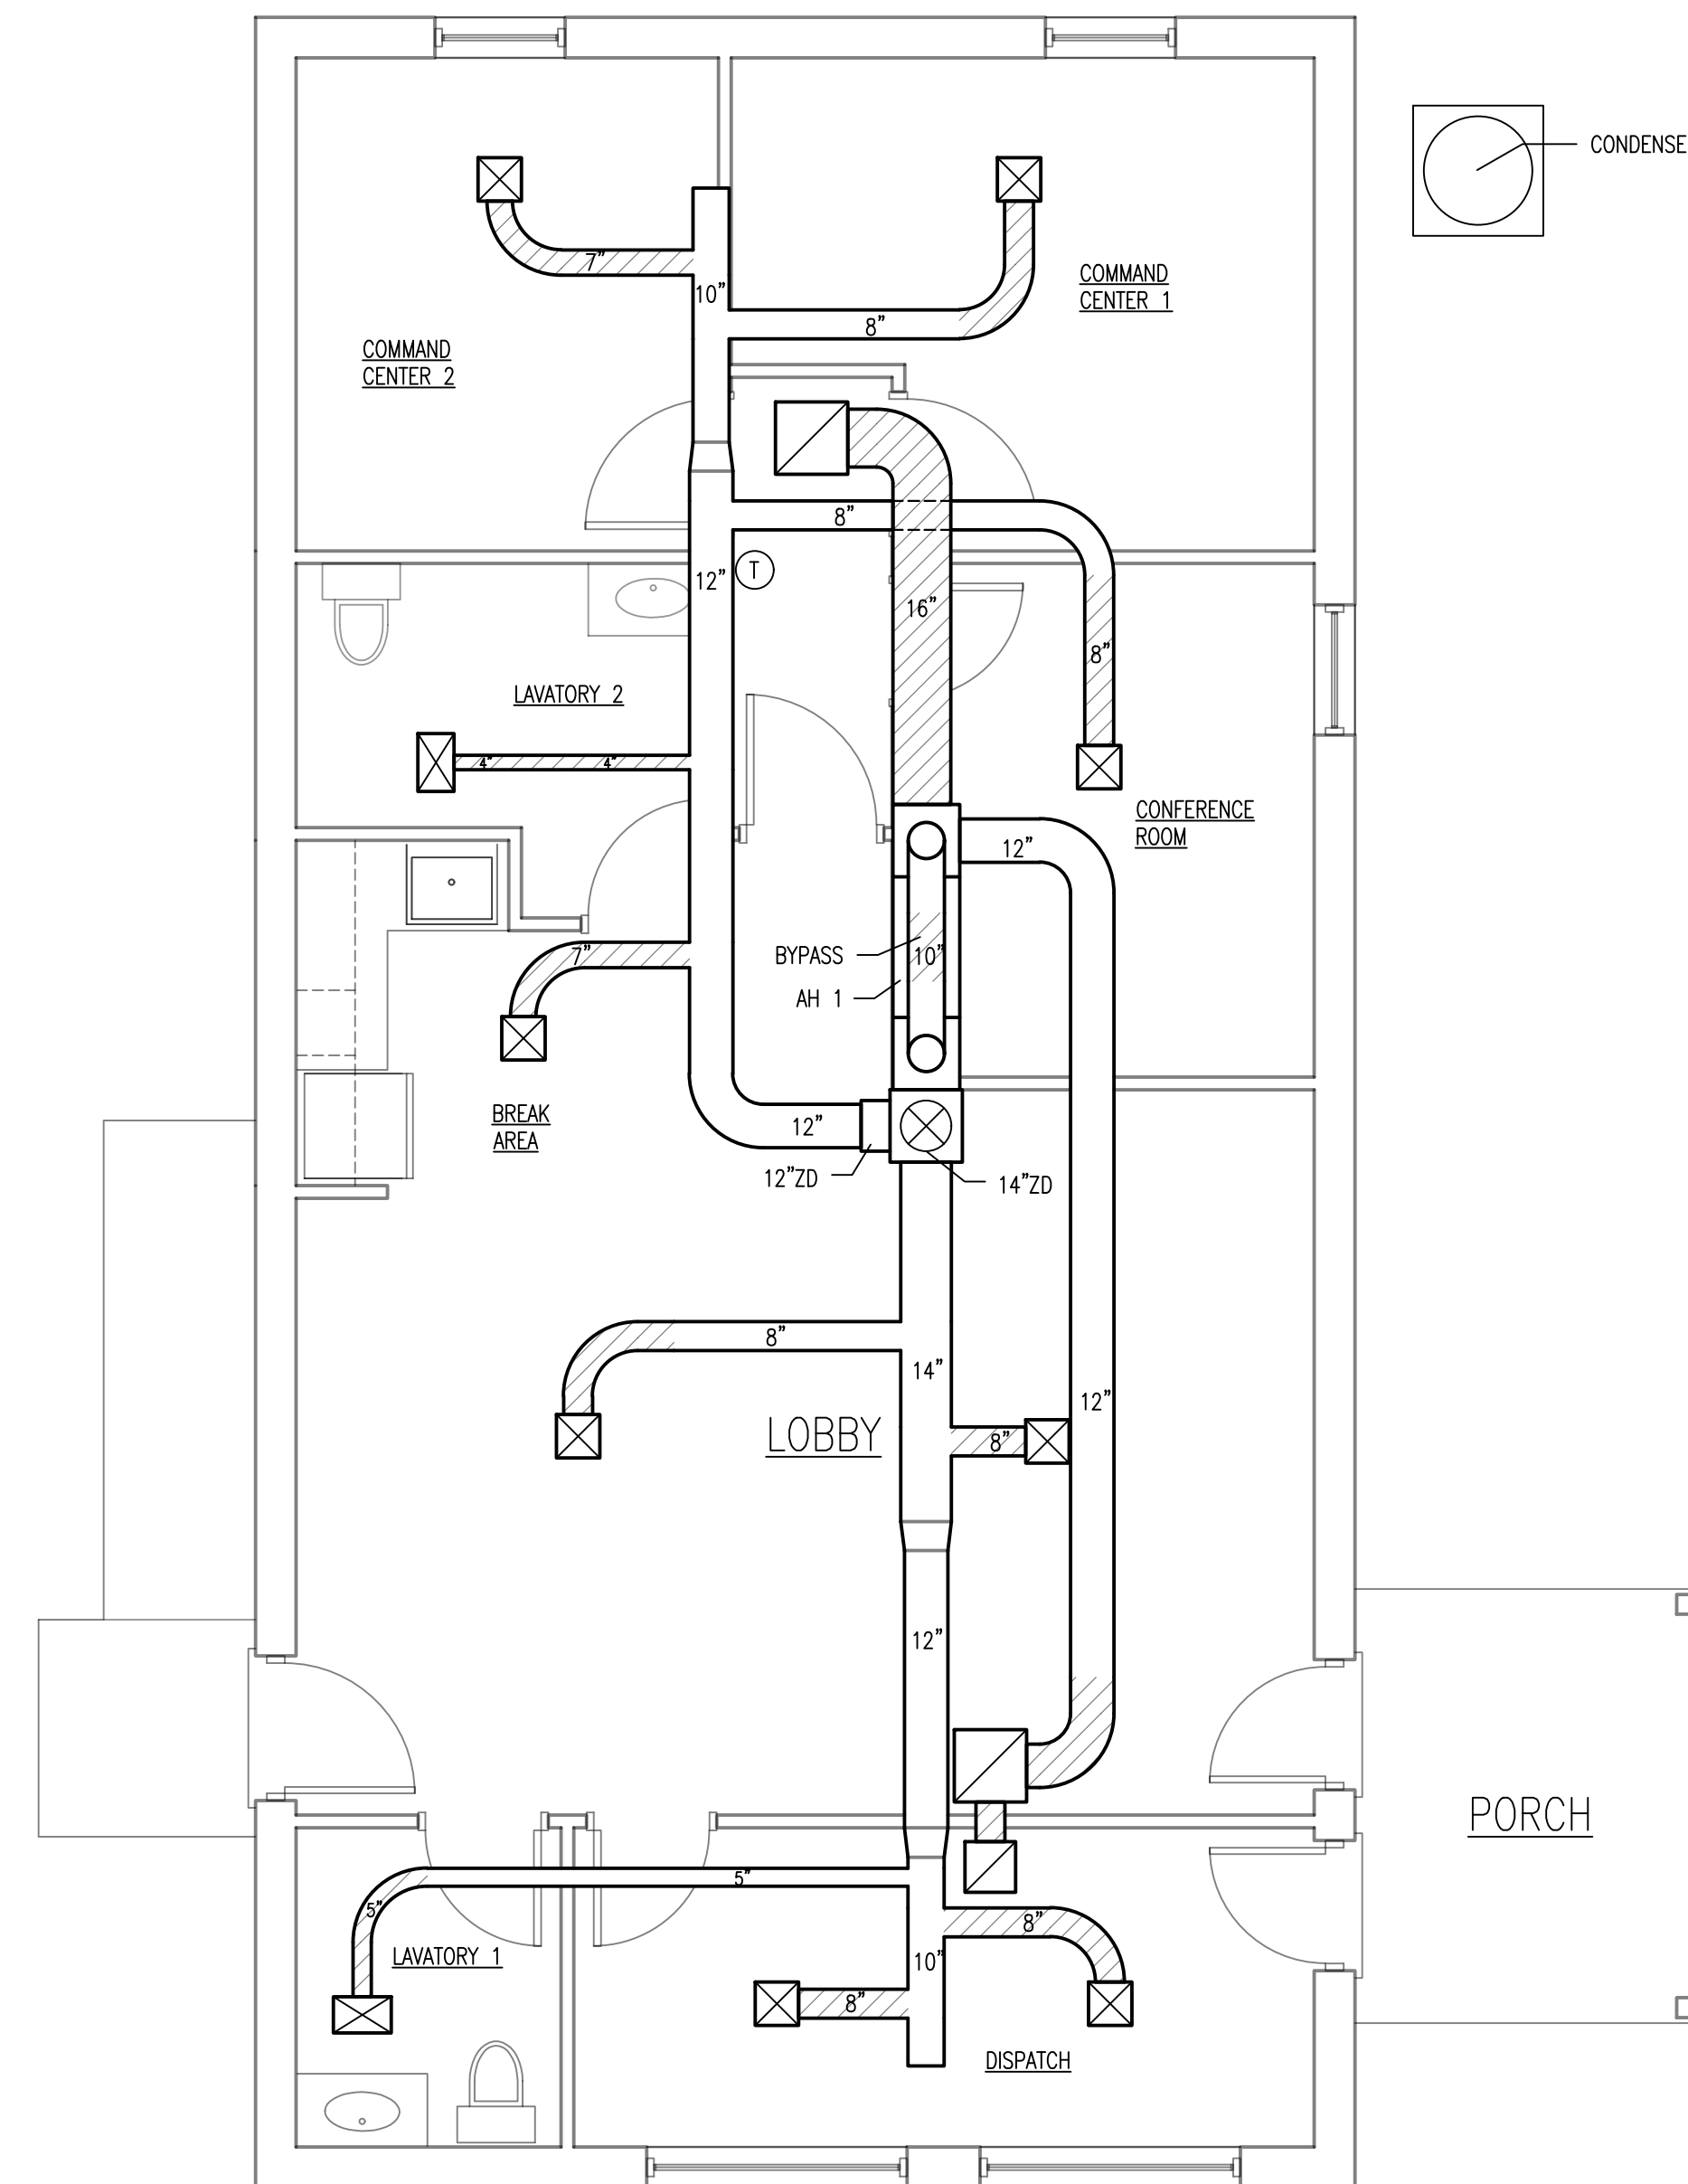 CONDENSE
7”
10”
COMMAND
CENTER 1
8”
COMMAND
CENTER 2
8”
12”
T
16”
8”
LAVATORY 2
4”
4”
CONFERENCE
ROOM
12”
BYPASS
10”
7”
AH 1
BREAK
AREA
12”
12”ZD
14”ZD
8”
14”
12”
LOBBY
8”
12”
PORCH
5”
5”
8”
LAVATORY 1
10”
8”
DISPATCH